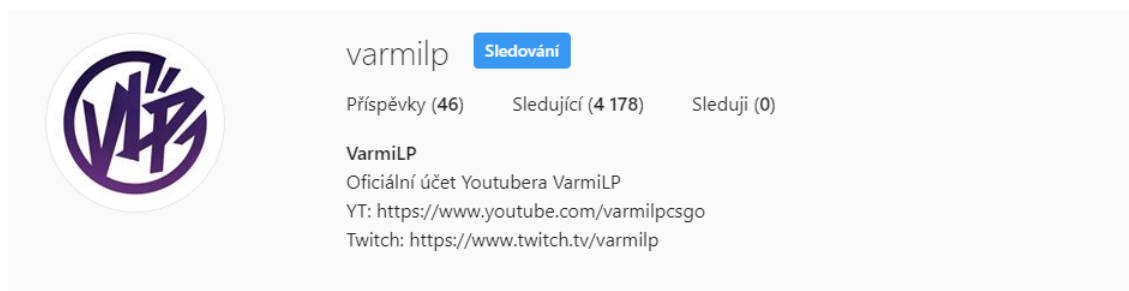 varmilp Sledování
Příspěvky (46) Sledující (4 178) Sleduji (0)
VarmiLP
Oficiální účet Youtubera VarmiLP
YT: https://www.youtube.com/varmilpcsgo
Twitch: https://www.twitch.tv/varmilp